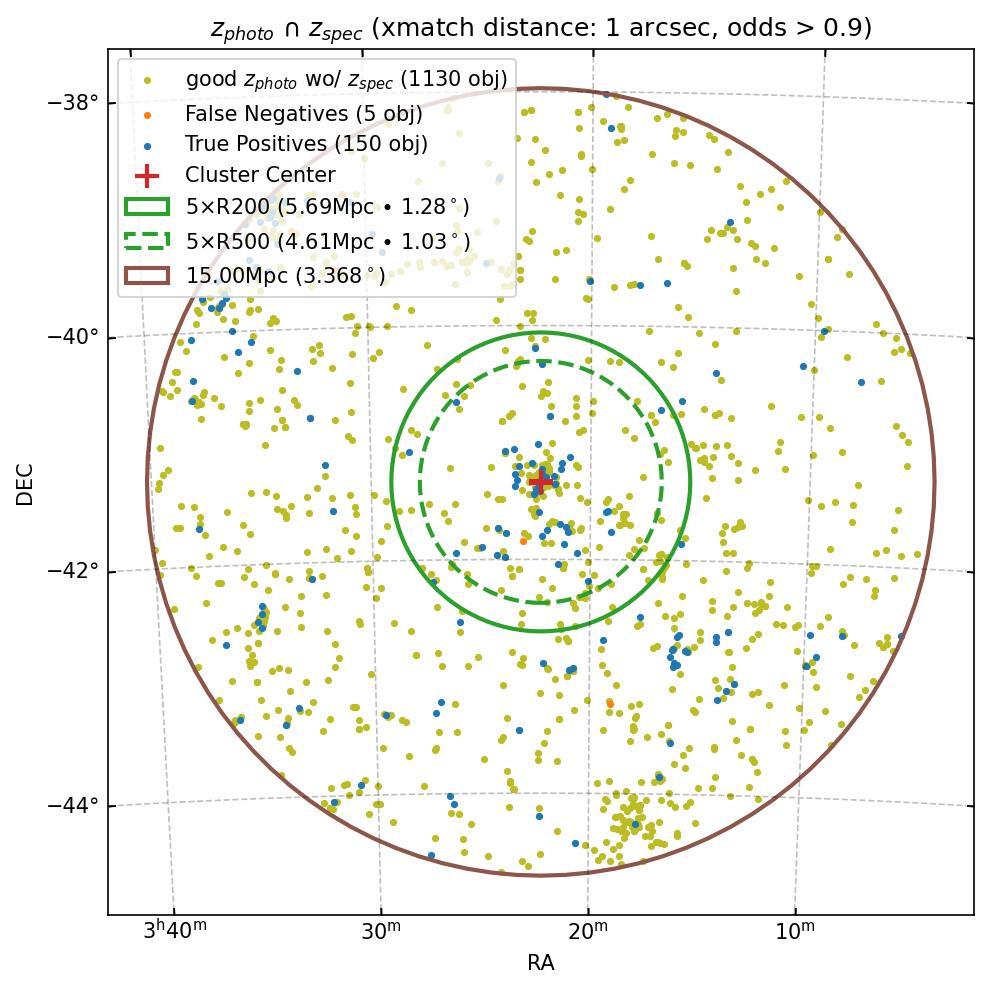 z_photo ∩ z_spec (xmatch distance: 1 arcsec, odds > 0.9)
good z_photo wo/ z_spec (1130 obj)
False Negatives (5 obj)
True Positives (150 obj)
Cluster Center
5×R200 (5.69Mpc • 1.28°)
5×R500 (4.61Mpc • 1.03°)
15.00Mpc (3.368°)
−38°
−40°
−42°
−44°
DEC
3ʰ40ᵐ
30ᵐ
20ᵐ
10ᵐ
RA